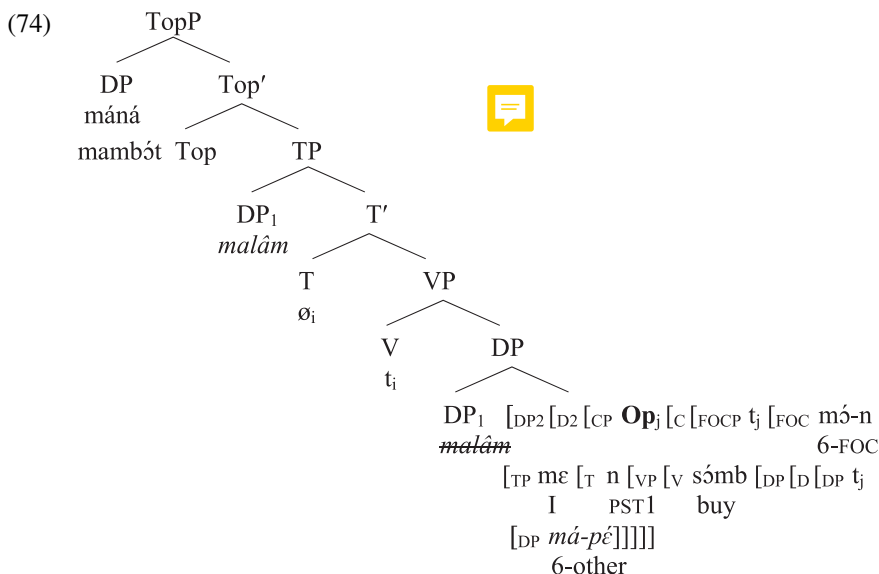 (74) TopP
DP Top′
máná
mambɔ́t Top TP
DP₁ T′
malâm
T VP
øᵢ
V DP
tᵢ
DP₁ [DP2 [D2 [CP Opⱼ [C [FOCP tⱼ [FOC mɔ́-n
malâm 6-FOC
[TP mɛ [T n [VP [V sɔ́mb [DP [D [DP tⱼ
I PST1 buy
[DP má-pɛ́]]]]]
6-other